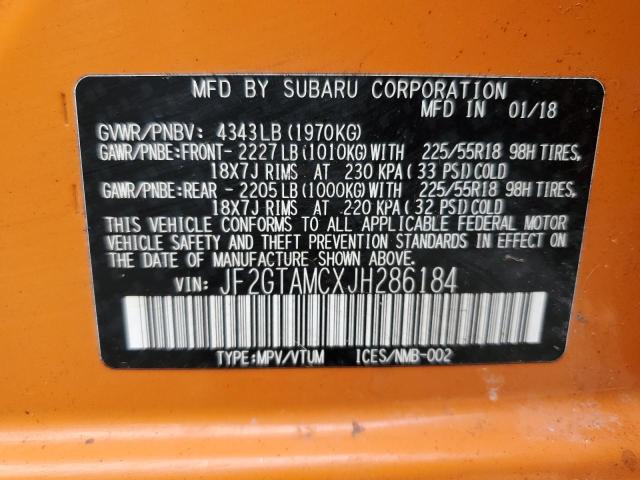 MFD BY SUBARU CORPORATION
MFD IN 01/18
GVWR/PNBV: 4343LB (1970KG)
GAWR/PNBE:FRONT- 2227LB (1010KG)WITH 225/55R18 98H TIRES,
18X7J RIMS AT 230 KPA ( 33 PSI)COLD
GAWR/PNBE:REAR - 2205LB (1000KG)WITH 225/55R18 98H TIRES,
18X7J RIMS AT 220 KPA ( 32 PSI)COLD
THIS VEHICLE CONFORMS TO ALL APPLICABLE FEDERAL MOTOR
VEHICLE SAFETY AND THEFT PREVENTION STANDARDS IN EFFECT ON
THE DATE OF MANUFACTURE SHOWN ABOVE.
VIN: JF2GTAMCXJH286184
TYPE:MPV/VTUM ICES/NMB-002